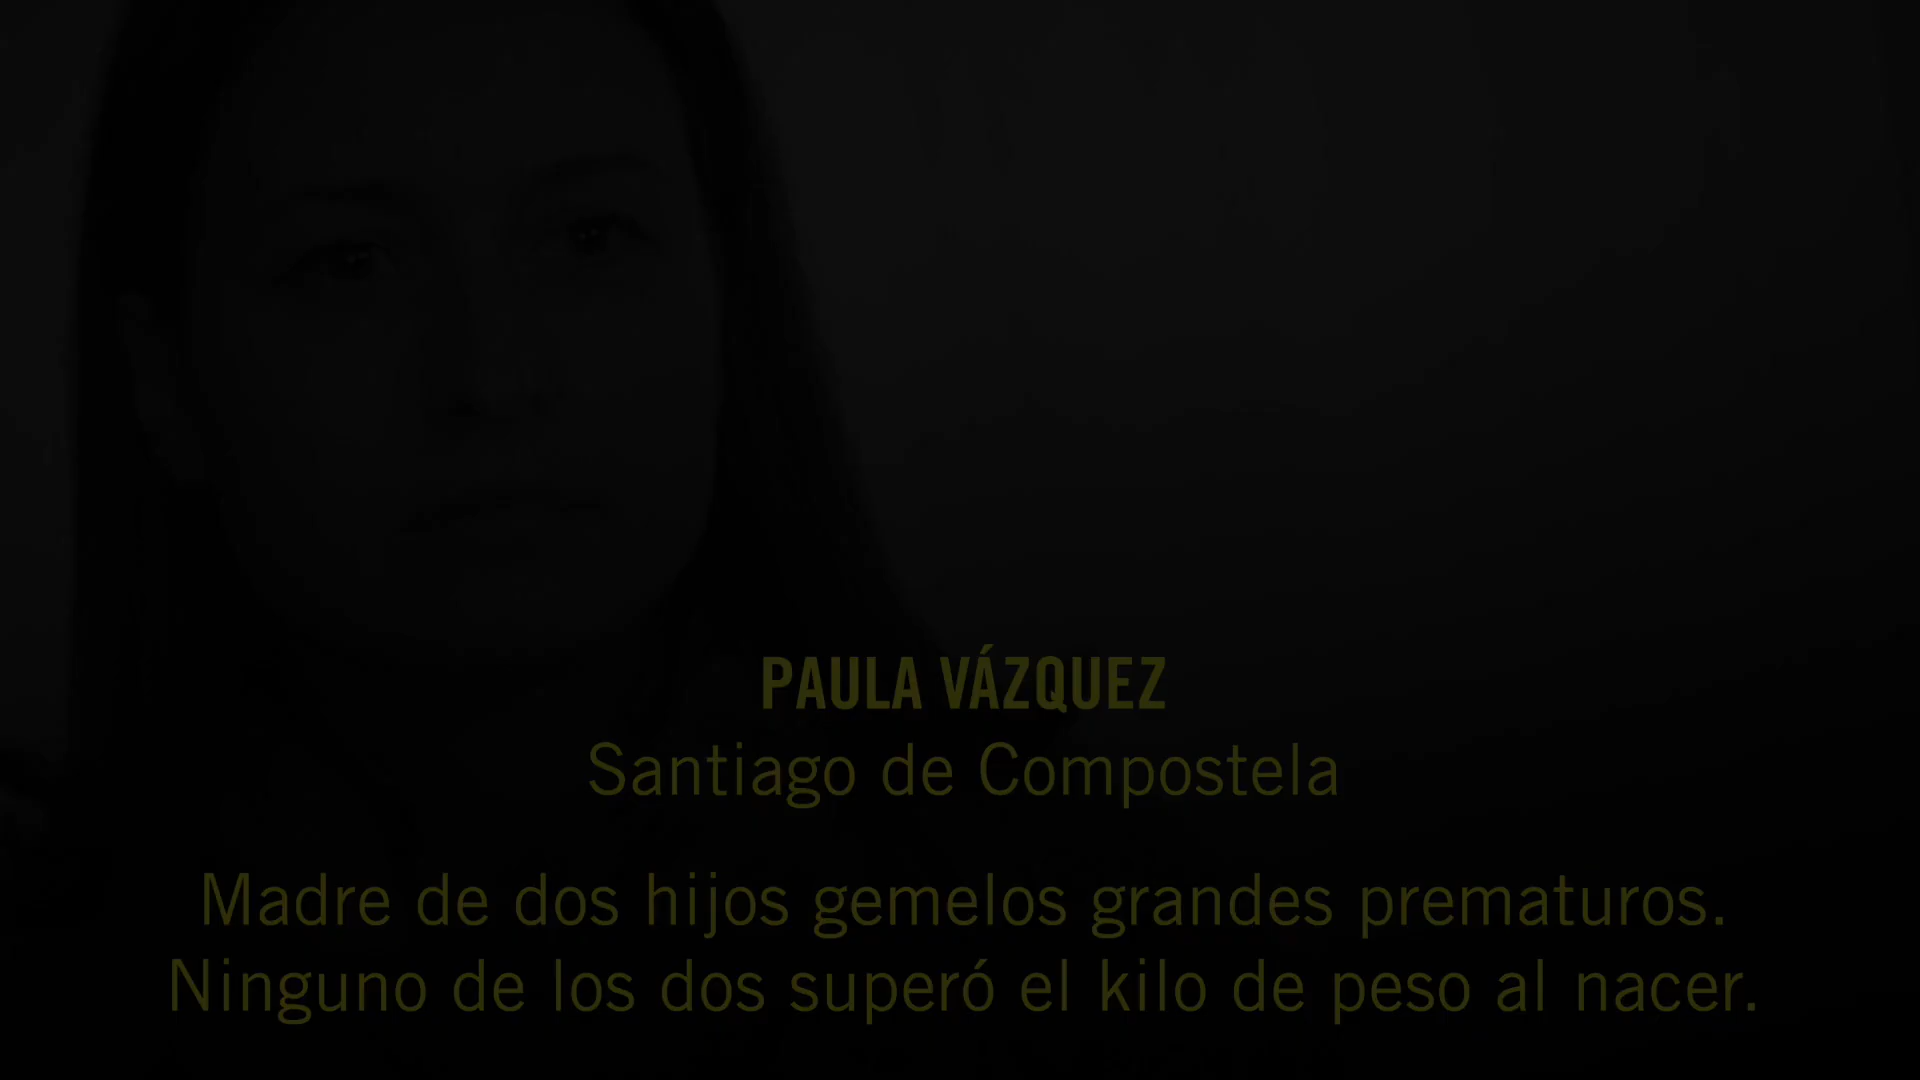 PAULA VÁZQUEZ
Santiago de Compostela
Madre de dos hijos gemelos grandes prematuros.
Ninguno de los dos superó el kilo de peso al nacer.